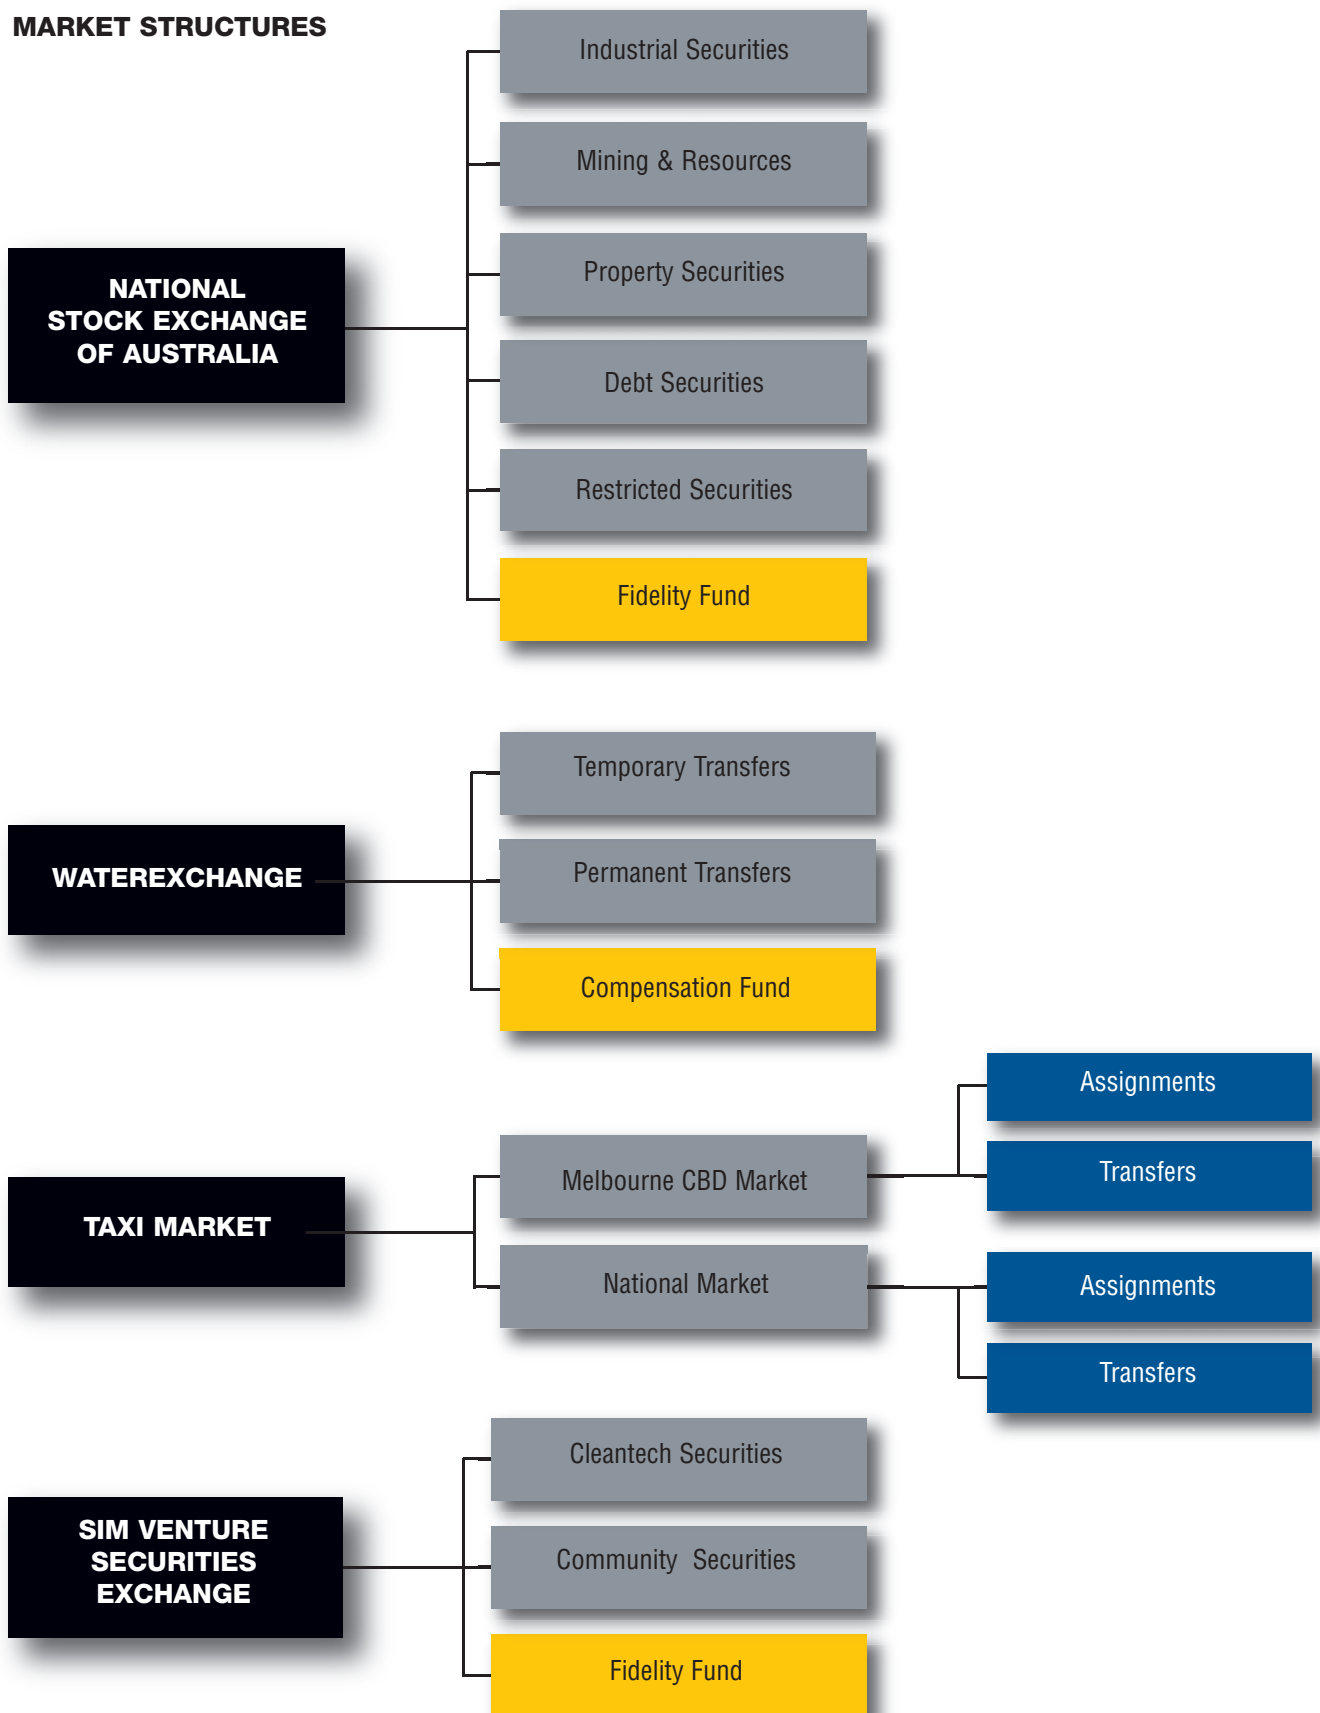 MARKET STRUCTURES
Industrial Securities
Mining & Resources
Property Securities
Debt Securities
Restricted Securities
Fidelity Fund
NATIONAL
STOCK EXCHANGE
OF AUSTRALIA
Temporary Transfers
Permanent Transfers
Compensation Fund
WATEREXCHANGE
TAXI MARKET
Melbourne CBD Market
Assignments
Transfers
National Market
Assignments
Transfers
SIM VENTURE
SECURITIES
EXCHANGE
Cleantech Securities
Community Securities
Fidelity Fund